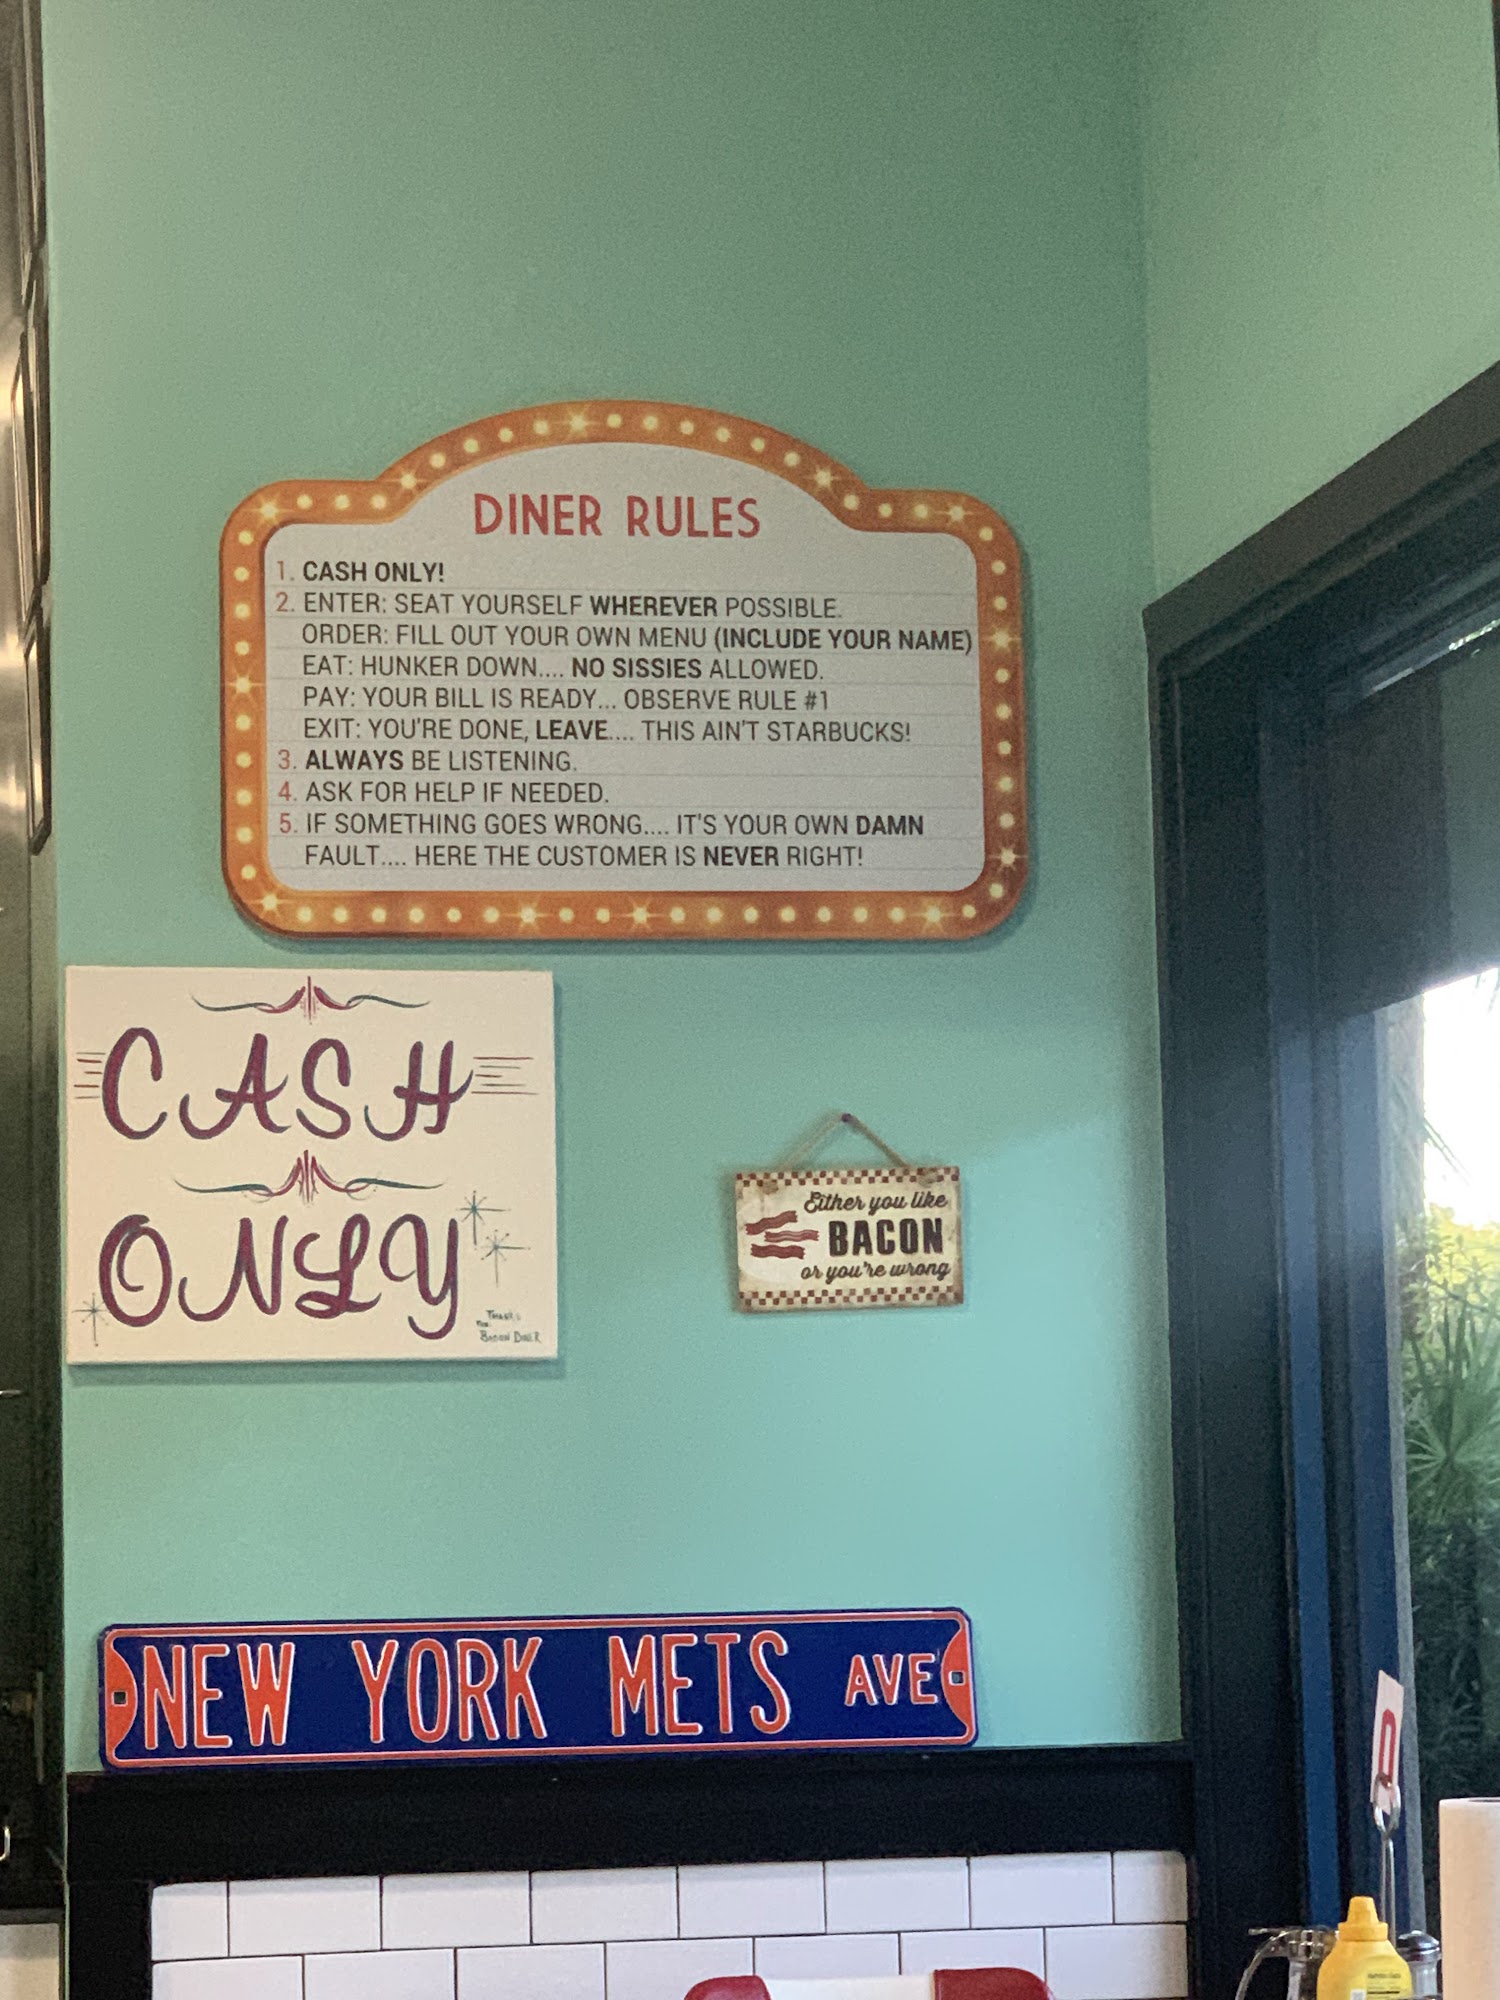 DINER RULES
1. CASH ONLY!
2. ENTER: SEAT YOURSELF WHEREVER POSSIBLE.
ORDER: FILL OUT YOUR OWN MENU (INCLUDE YOUR NAME)
EAT: HUNKER DOWN.... NO SISSIES ALLOWED.
PAY: YOUR BILL IS READY... OBSERVE RULE #1
EXIT: YOU'RE DONE, LEAVE.... THIS AIN'T STARBUCKS!
3. ALWAYS BE LISTENING.
4. ASK FOR HELP IF NEEDED.
5. IF SOMETHING GOES WRONG.... IT'S YOUR OWN DAMN
FAULT.... HERE THE CUSTOMER IS NEVER RIGHT!
CASH
ONLY
THANKS
BACON DINER
Either you like
BACON
or you're wrong
NEW YORK METS AVE